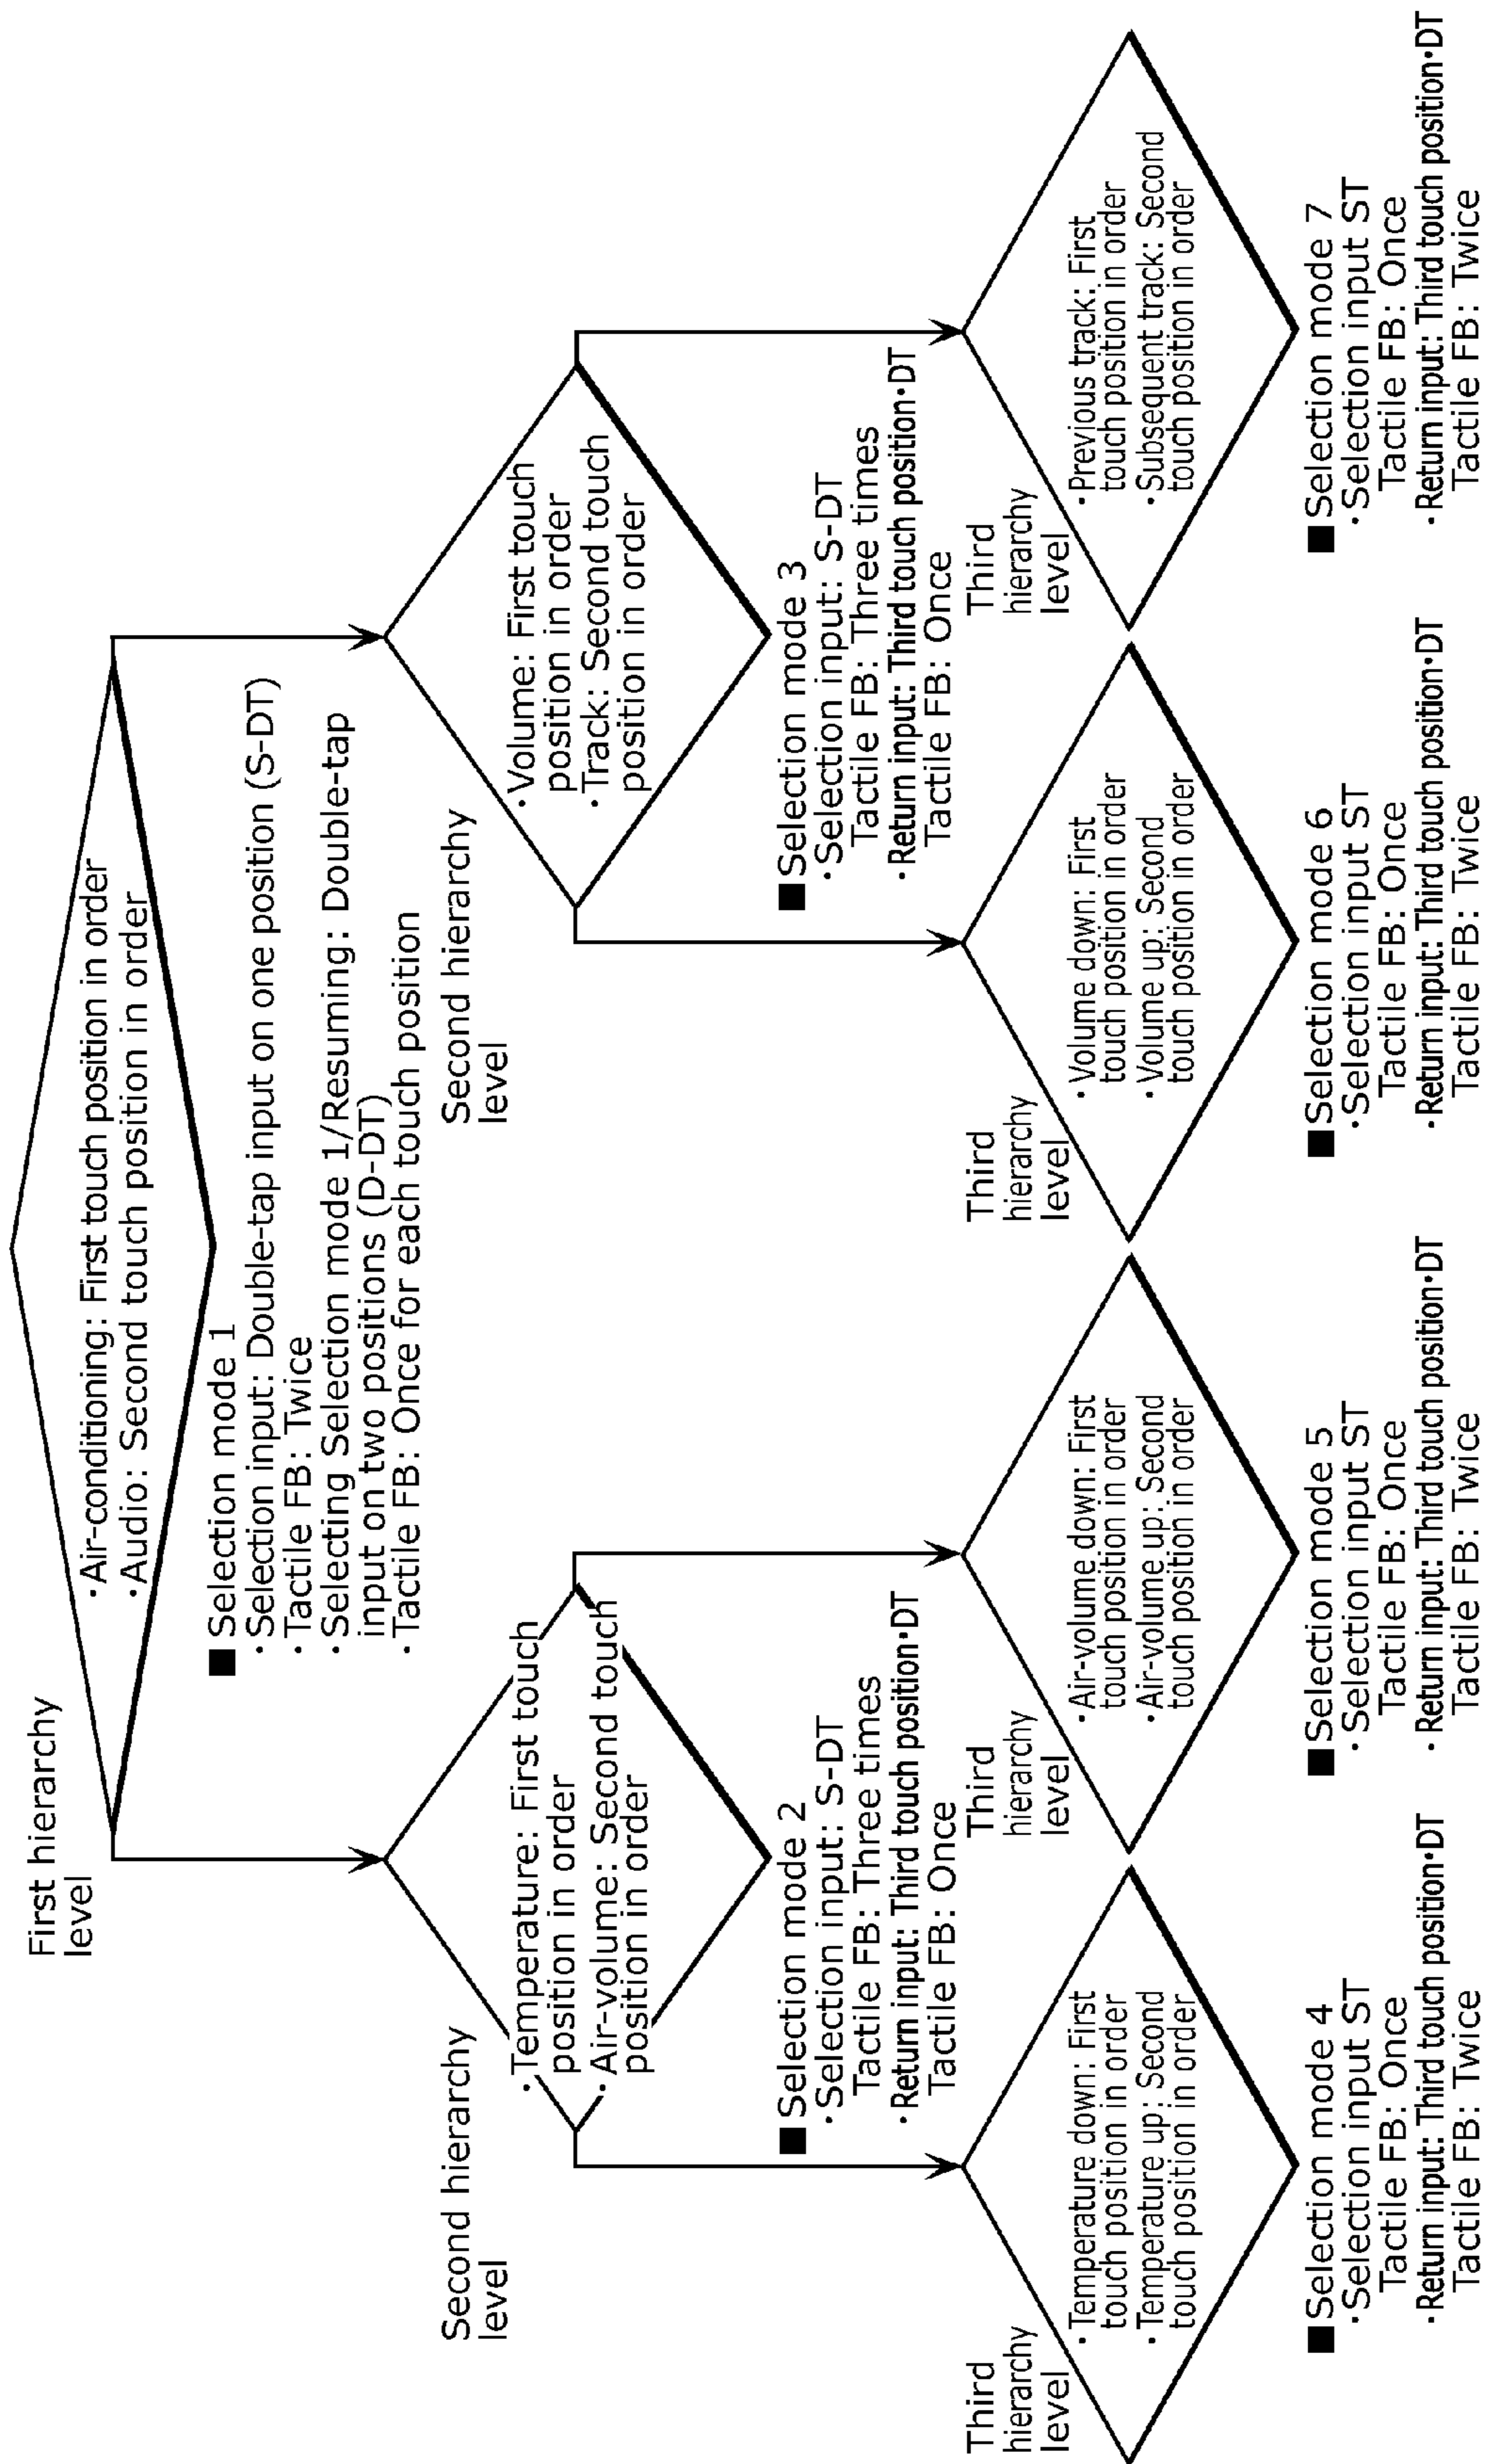 First hierarchy
level
・Air-conditioning: First touch position in order
・Audio: Second touch position in order
■Selection mode 1
・Selection input: Double-tap input on one position (S-DT)
・Tactile FB: Twice
・Selecting Selection mode 1/Resuming: Double-tap
input on two positions (D-DT)
・Tactile FB: Once for each touch position
Second hierarchy
level
・Temperature: First touch
position in order
・Air-volume: Second touch
position in order
■Selection mode 2
・Selection input: S-DT
Tactile FB: Three times
・Return input: Third touch position・DT
Tactile FB: Once
Second hierarchy
level
・Volume: First touch
position in order
・Track: Second touch
position in order
■Selection mode 3
・Selection input: S-DT
Tactile FB: Three times
・Return input: Third touch position・DT
Tactile FB: Once
Third
hierarchy
level
・Temperature down: First
touch position in order
・Temperature up: Second
touch position in order
■Selection mode 4
・Selection input ST
Tactile FB: Once
・Return input: Third touch position・DT
Tactile FB: Twice
Third
hierarchy
level
・Air-volume down: First
touch position in order
・Air-volume up: Second
touch position in order
■Selection mode 5
・Selection input ST
Tactile FB: Once
・Return input: Third touch position・DT
Tactile FB: Twice
Third
hierarchy
level
・Volume down: First
touch position in order
・Volume up: Second
touch position in order
■Selection mode 6
・Selection input ST
Tactile FB: Once
・Return input: Third touch position・DT
Tactile FB: Twice
Third
hierarchy
level
・Previous track: First
touch position in order
・Subsequent track: Second
touch position in order
■Selection mode 7
・Selection input ST
Tactile FB: Once
・Return input: Third touch position・DT
Tactile FB: Twice